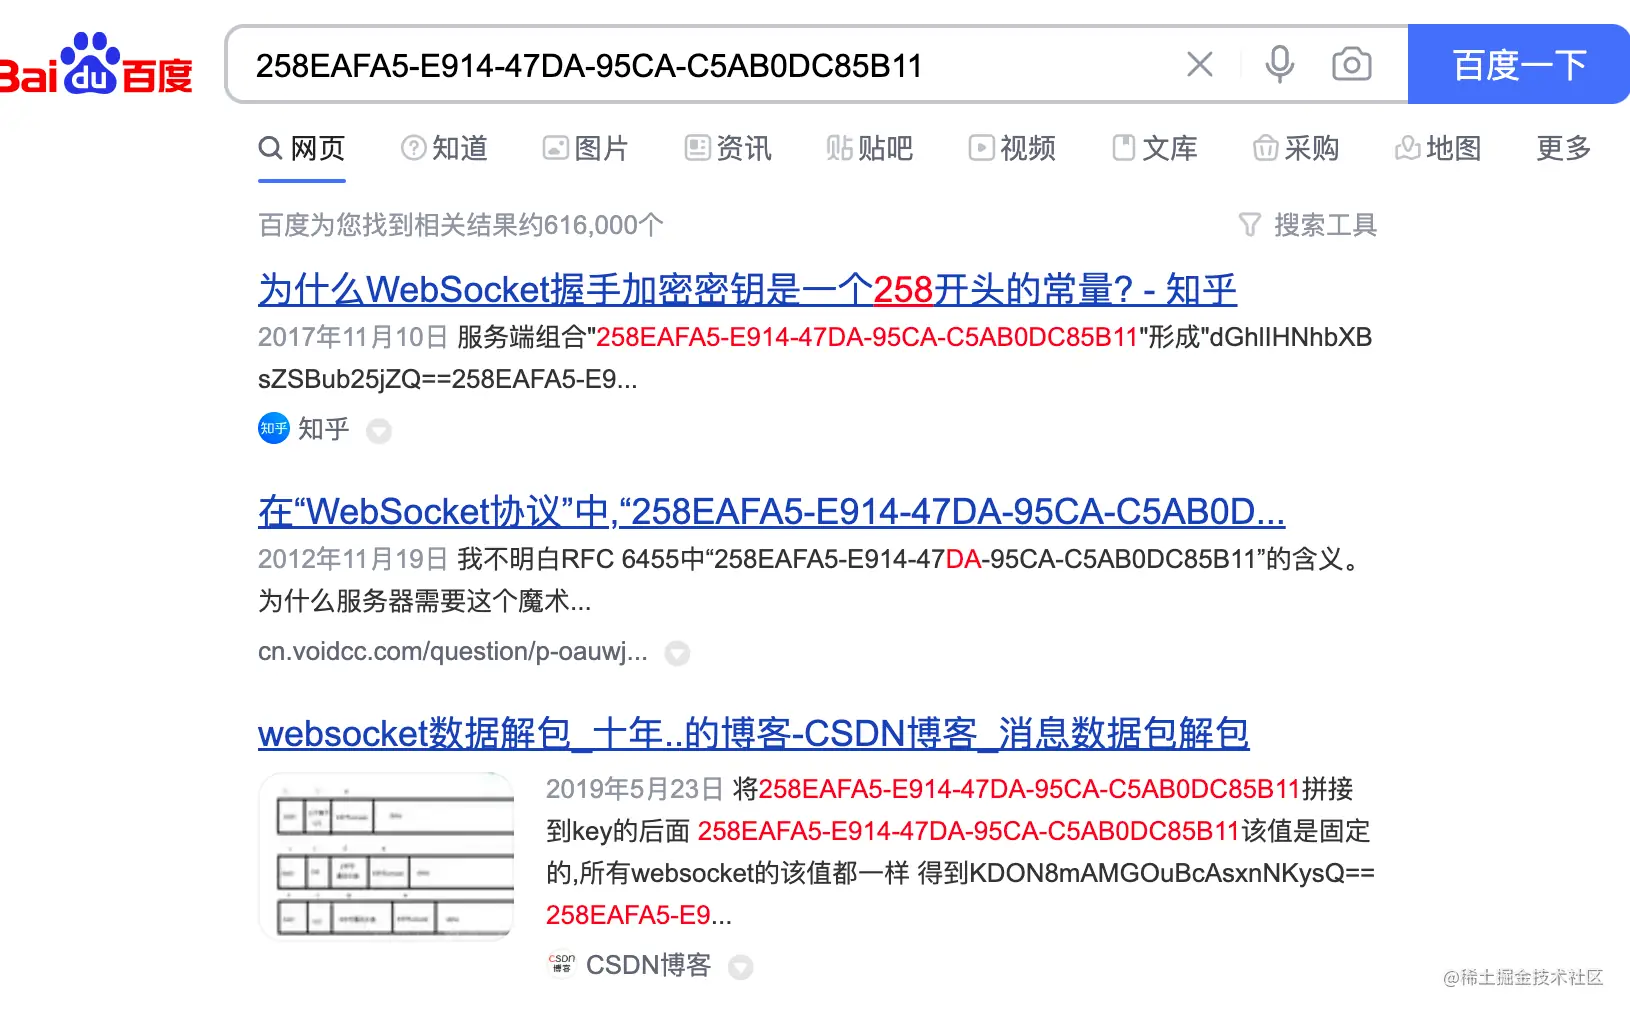 Bai du 百度
258EAFA5-E914-47DA-95CA-C5AB0DC85B11
百度一下
网页 知道 图片 资讯 贴 贴吧 视频 文库 采购 地图 更多
百度为您找到相关结果约616,000个
搜索工具
为什么WebSocket握手加密密钥是一个258开头的常量? - 知乎
2017年11月10日 服务端组合"258EAFA5-E914-47DA-95CA-C5AB0DC85B11"形成"dGhlIHNhbXB
sZSBub25jZQ==258EAFA5-E9...
知乎 知乎
在“WebSocket协议”中,“258EAFA5-E914-47DA-95CA-C5AB0D...
2012年11月19日 我不明白RFC 6455中“258EAFA5-E914-47DA-95CA-C5AB0DC85B11”的含义。
为什么服务器需要这个魔术...
cn.voidcc.com/question/p-oauwj...
websocket数据解包_十年..的博客-CSDN博客_消息数据包解包
2019年5月23日 将258EAFA5-E914-47DA-95CA-C5AB0DC85B11拼接
到key的后面 258EAFA5-E914-47DA-95CA-C5AB0DC85B11该值是固定
的,所有websocket的该值都一样 得到KDON8mAMGOuBcAsxnNKysQ==
258EAFA5-E9...
CSDN 博客 CSDN博客
@稀土掘金技术社区